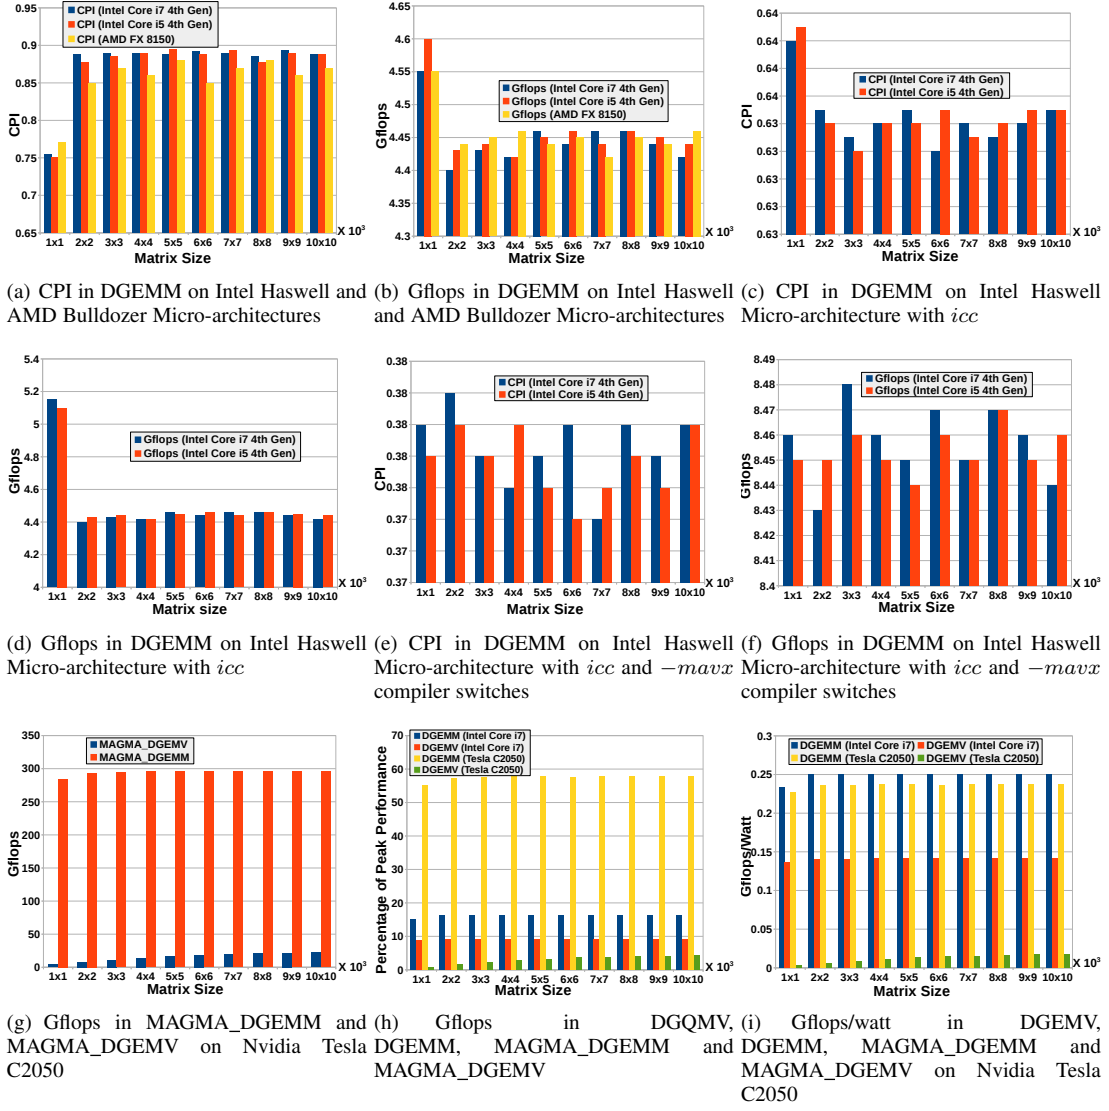 0.95
0.9
0.85
0.8
0.75
0.7
0.65
CPI
CPI (Intel Core i7 4th Gen)
CPI (Intel Core i5 4th Gen)
CPI (AMD FX 8150)
1x1 2x2 3x3 4x4 5x5 6x6 7x7 8x8 9x9 10x10
X 10³
Matrix Size
(a) CPI in DGEMM on Intel Haswell and
AMD Bulldozer Micro-architectures
4.65
4.6
4.55
4.5
4.45
4.4
4.35
4.3
Gflops
Gflops (Intel Core i7 4th Gen)
Gflops (Intel Core i5 4th Gen)
Gflops (AMD FX 8150)
1x1 2x2 3x3 4x4 5x5 6x6 7x7 8x8 9x9 10x10
X 10³
Matrix Size
(b) Gflops in DGEMM on Intel Haswell
and AMD Bulldozer Micro-architectures
0.64
0.64
0.64
0.64
0.63
0.63
0.63
0.63
0.63
CPI
CPI (Intel Core i7 4th Gen)
CPI (Intel Core i5 4th Gen)
1x1 2x2 3x3 4x4 5x5 6x6 7x7 8x8 9x9 10x10
X 10³
Matrix Size
(c) CPI in DGEMM on Intel Haswell
Micro-architecture with icc
5.4
5.2
5
4.8
4.6
4.4
4.2
4
Gflops
Gflops (Intel Core i7 4th Gen)
Gflops (Intel Core i5 4th Gen)
1x1 2x2 3x3 4x4 5x5 6x6 7x7 8x8 9x9 10x10
X 10³
Matrix size
(d) Gflops in DGEMM on Intel Haswell
Micro-architecture with icc
0.38
0.38
0.38
0.38
0.38
0.37
0.37
0.37
CPI
CPI (Intel Core i7 4th Gen)
CPI (Intel Core i5 4th Gen)
1x1 2x2 3x3 4x4 5x5 6x6 7x7 8x8 9x9 10x10
X 10³
Matrix Size
(e) CPI in DGEMM on Intel Haswell
Micro-architecture with icc and −mavx
compiler switches
8.49
8.48
8.47
8.46
8.45
8.44
8.43
8.42
8.41
8.4
Gflops
Gflops (Intel Core i7 4th Gen)
Gflops (Intel Core i5 4th Gen)
1x1 2x2 3x3 4x4 5x5 6x6 7x7 8x8 9x9 10x10
X 10³
Matrix Size
(f) Gflops in DGEMM on Intel Haswell
Micro-architecture with icc and −mavx
compiler switches
350
300
250
200
150
100
50
0
Gflops
MAGMA_DGEMV
MAGMA_DGEMM
1x1 2x2 3x3 4x4 5x5 6x6 7x7 8x8 9x9 10x10
X 10³
Matrix Size
(g) Gflops in MAGMA_DGEMM and
MAGMA_DGEMV on Nvidia Tesla
C2050
70
60
50
40
30
20
10
0
Percentage of Peak Performance
DGEMM (Intel Core i7)
DGEMV (Intel Core i7)
DGEMM (Tesla C2050)
DGEMV (Tesla C2050)
1x1 2x2 3x3 4x4 5x5 6x6 7x7 8x8 9x9 10x10
X 10³
Matrix Size
(h) Gflops in DGQMV,
DGEMM, MAGMA_DGEMM and
MAGMA_DGEMV
0.3
0.25
0.2
0.15
0.1
0.05
0
Gflops/Watt
DGEMM (Intel Core i7) DGEMV (Intel Core i7)
DGEMM (Tesla C2050) DGEMV (Tesla C2050)
1x1 2x2 3x3 4x4 5x5 6x6 7x7 8x8 9x9 10x10
X 10³
Matrix Size
(i) Gflops/watt in DGEMV,
DGEMM, MAGMA_DGEMM and
MAGMA_DGEMV on Nvidia Tesla
C2050